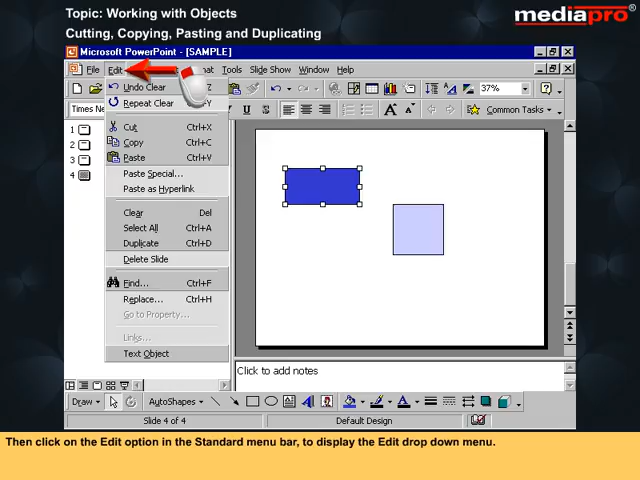 Topic: Working with Objects
mediapro®
Cutting, Copying, Pasting and Duplicating
Microsoft PowerPoint - [SAMPLE]
File Edit Tools Slide Show Window Help
37%
Times Ne
U S
A A
Common Tasks
Undo Clear
Repeat Clear
Cut Ctrl+X
Copy Ctrl+C
Paste Ctrl+V
Paste Special...
Paste as Hyperlink
Clear Del
Select All Ctrl+A
Duplicate Ctrl+D
Delete Slide
Find... Ctrl+F
Replace... Ctrl+H
Go to Property...
Links...
Text Object
1
2
3
4
Click to add notes
Draw AutoShapes
Slide 4 of 4 Default Design
Then click on the Edit option in the Standard menu bar, to display the Edit drop down menu.